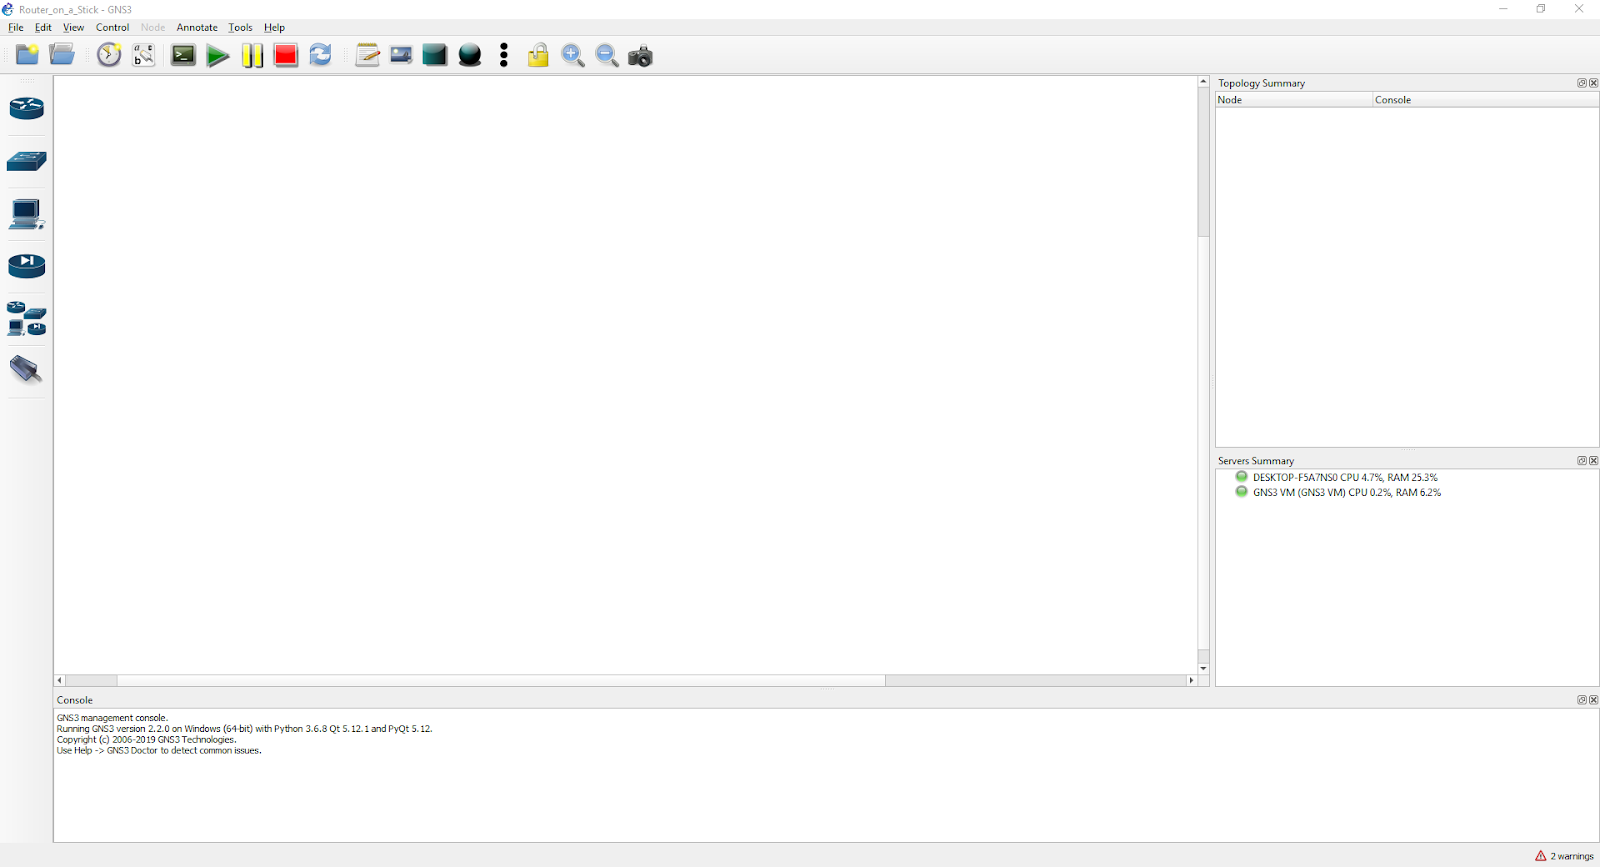 Router_on_a_Stick - GNS3
File Edit View Control Node Annotate Tools Help
Topology Summary
Node Console
Servers Summary
DESKTOP-F5A7NS0 CPU 4.7%, RAM 25.3%
GNS3 VM (GNS3 VM) CPU 0.2%, RAM 6.2%
Console
GNS3 management console.
Running GNS3 version 2.2.0 on Windows (64-bit) with Python 3.6.8 Qt 5.12.1 and PyQt 5.12.
Copyright (c) 2006-2019 GNS3 Technologies.
Use Help -> GNS3 Doctor to detect common issues.
2 warnings